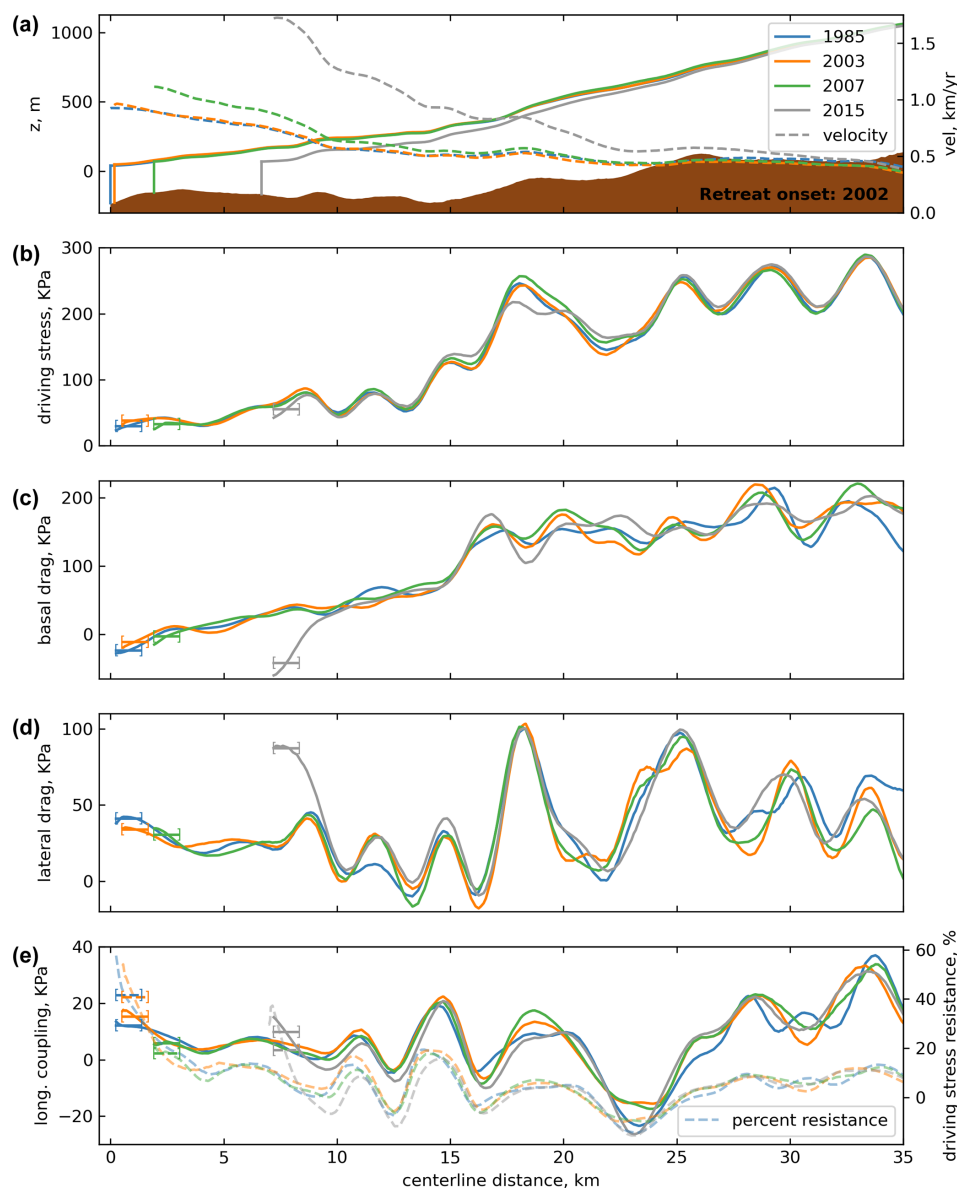 (a)
1000
500
0
z, m
1985
2003
2007
2015
velocity
1.5
1.0
0.5
0.0
vel, km/yr
Retreat onset: 2002
(b)
300
200
100
0
driving stress, KPa
(c)
200
100
0
basal drag, KPa
(d)
100
50
0
lateral drag, KPa
(e)
40
20
0
−20
long. coupling, KPa
60
40
20
0
driving stress resistance, %
percent resistance
0 5 10 15 20 25 30 35
centerline distance, km